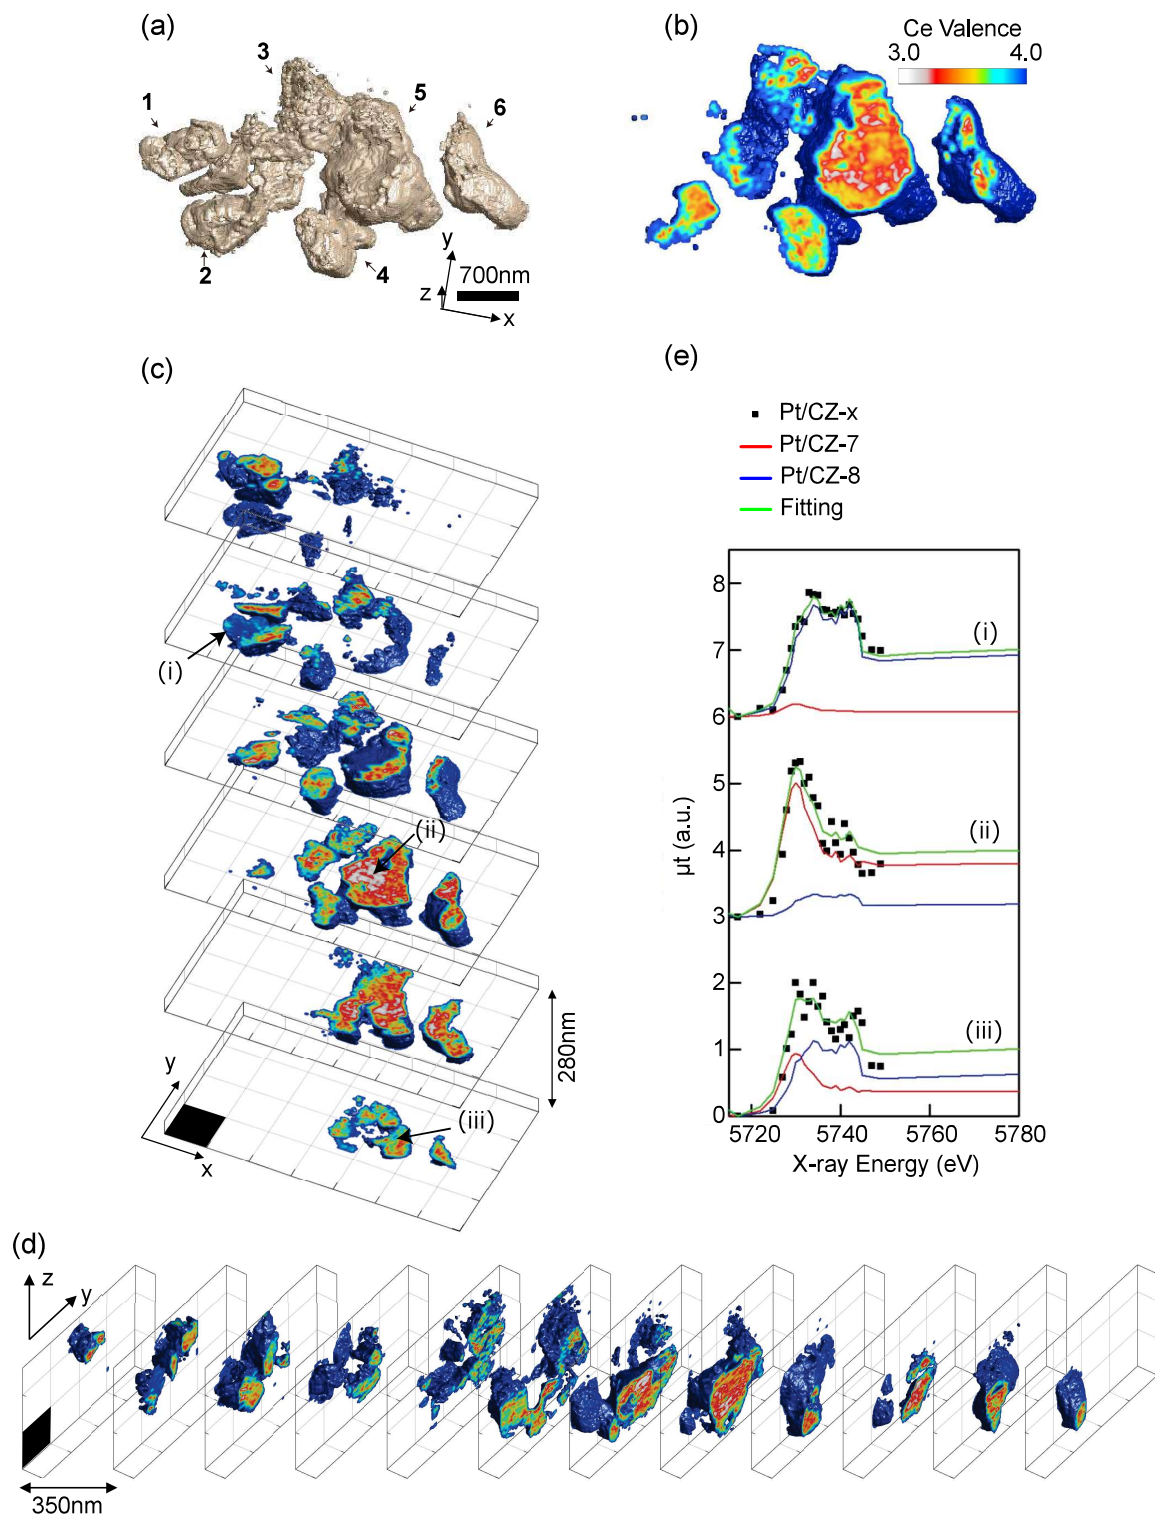 (a)
3
5
1
6
2
4
y
700nm
z
x
(b)
Ce Valence
3.0 4.0
(c)
(i)
(ii)
(iii)
280nm
y
x
(e)
Pt/CZ-x
Pt/CZ-7
Pt/CZ-8
Fitting
8
7
6
5
4
3
2
1
0
(i)
(ii)
(iii)
µt (a.u.)
5720 5740 5760 5780
X-ray Energy (eV)
(d)
z
y
350nm